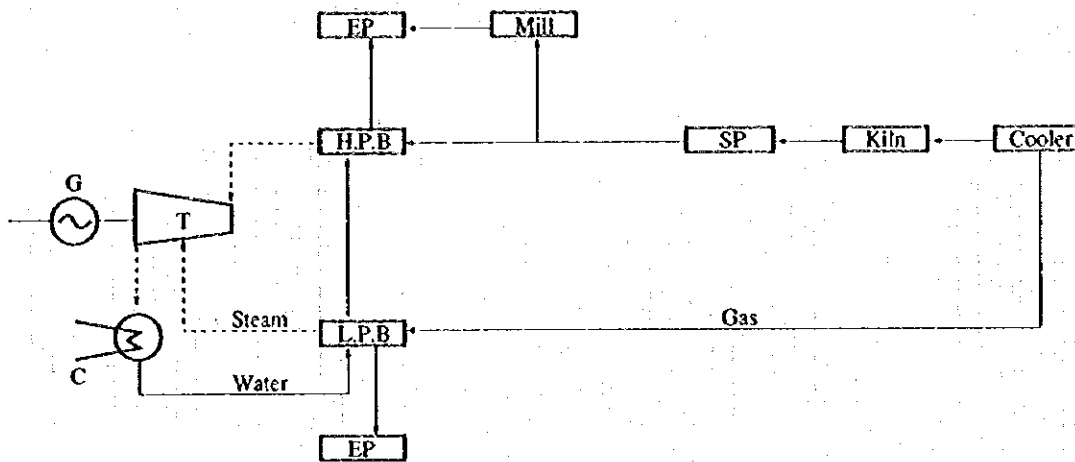 EP
Mill
H.P.B
SP
Kiln
Cooler
G
T
Steam
L.P.B
Gas
C
Water
EP